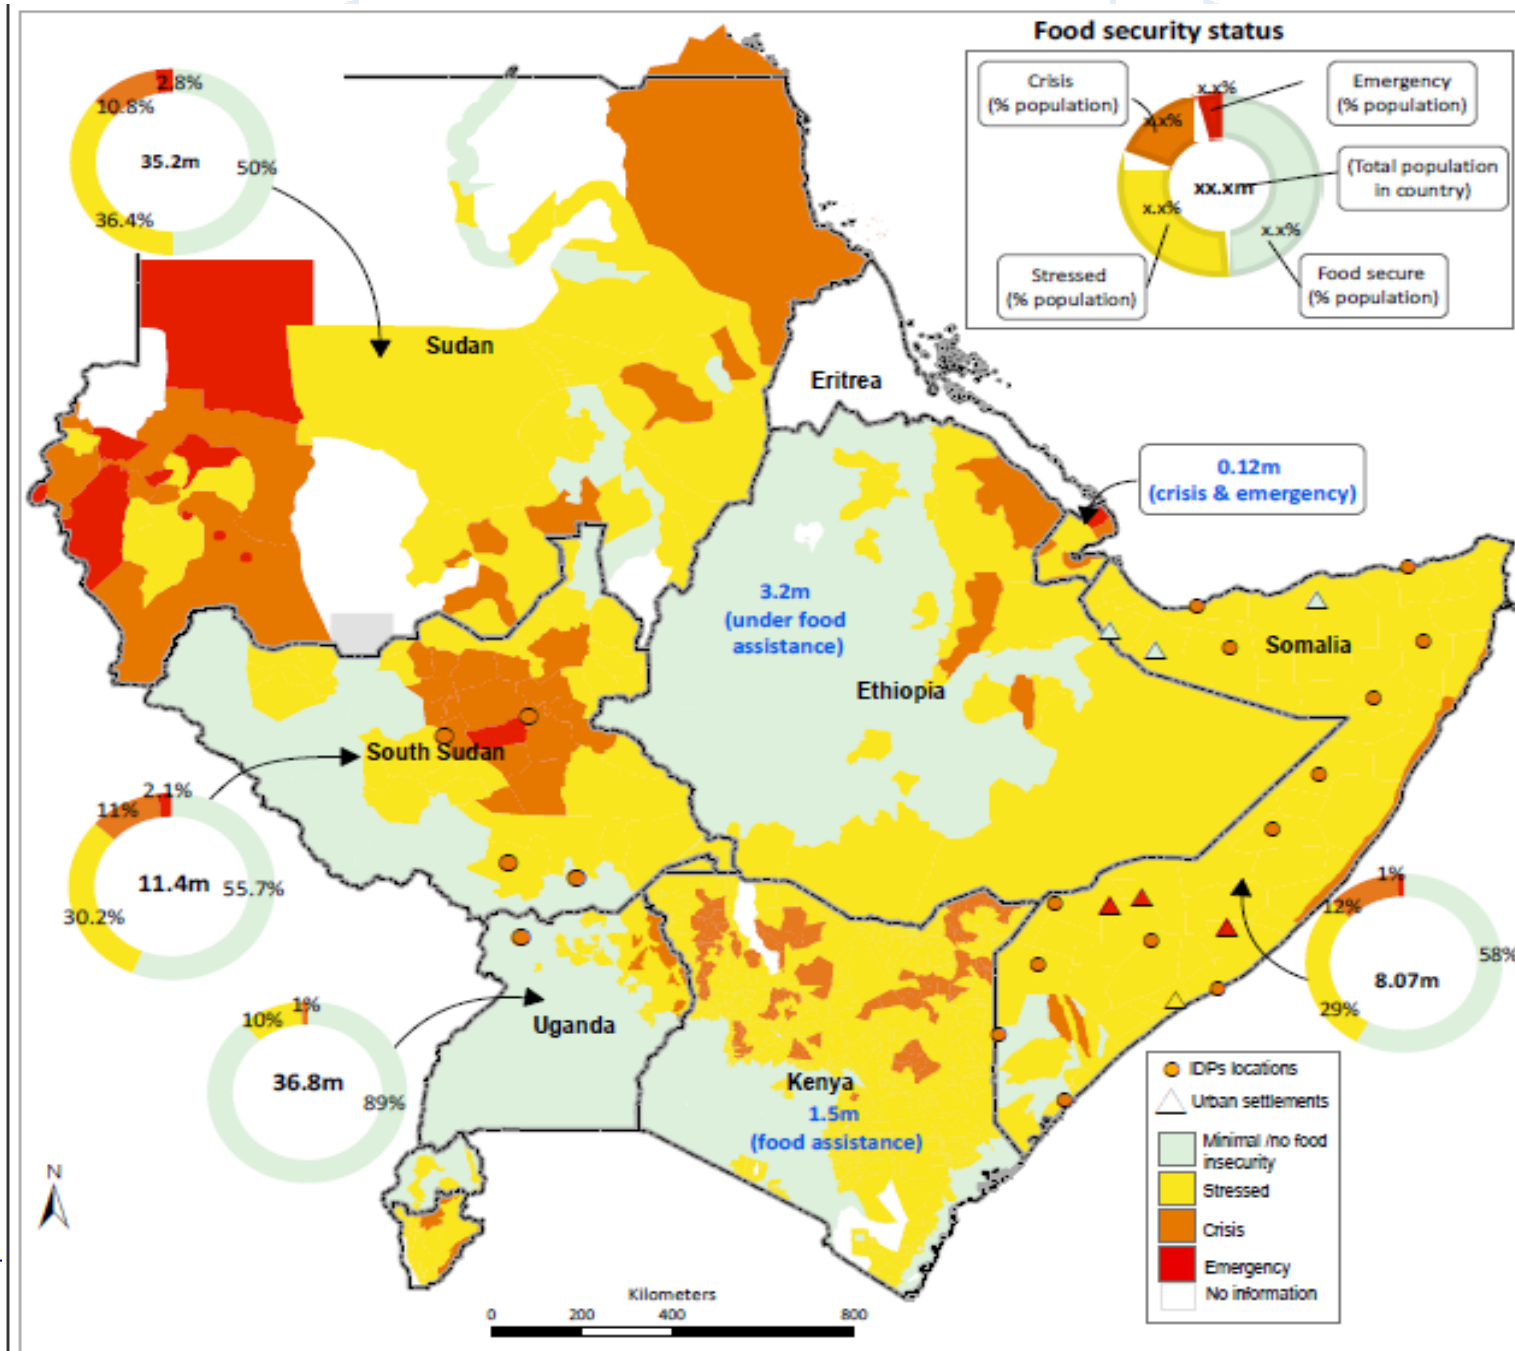 Food security status
Crisis
(% population)
x.x%
Emergency
(% population)
x.x%
(Total population
in country)
xx.xm
x.x%
x.x%
Stressed
(% population)
Food secure
(% population)
2.8%
10.8%
35.2m
50%
36.4%
Sudan
Eritrea
0.12m
(crisis & emergency)
3.2m
(under food
assistance)
Ethiopia
Somalia
South Sudan
2.1%
11%
11.4m
55.7%
30.2%
1%
12%
58%
8.07m
29%
1%
10%
36.8m
89%
Uganda
Kenya
1.5m
(food assistance)
IDPs locations
Urban settlements
Minimal /no food
insecurity
Stressed
Crisis
Emergency
No information
N
Kilometers
0 200 400 800